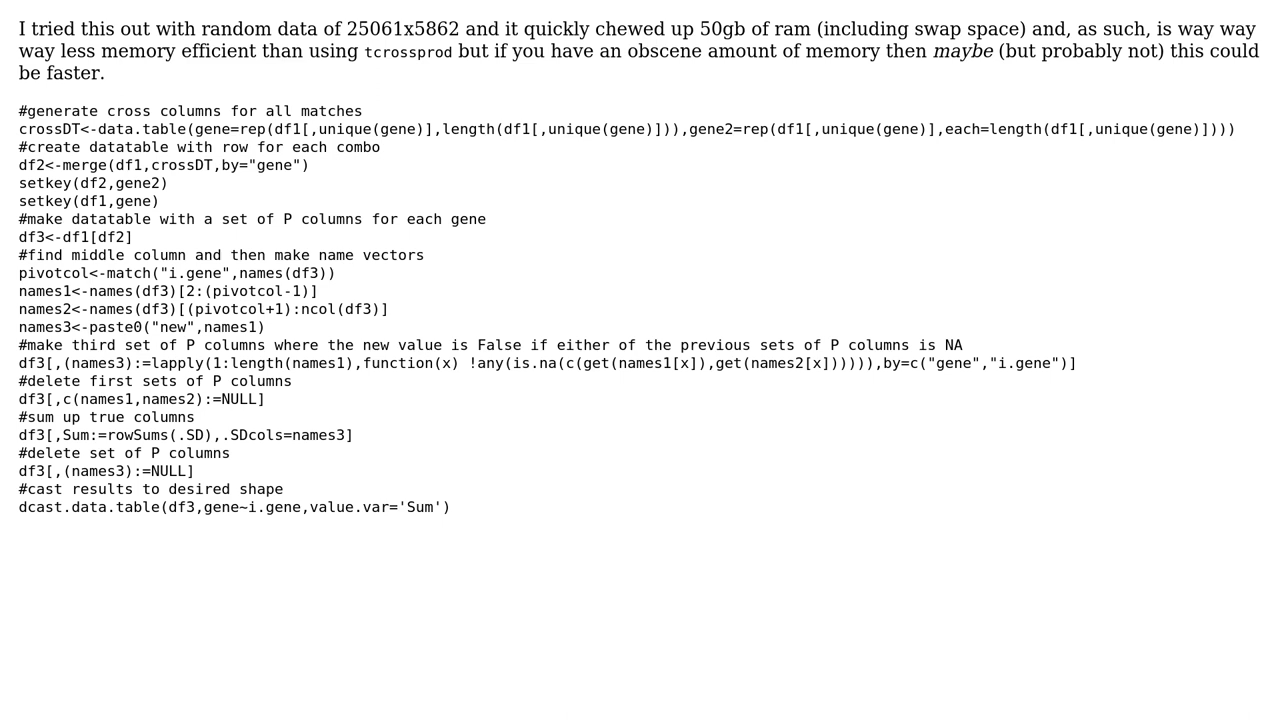 I tried this out with random data of 25061x5862 and it quickly chewed up 50gb of ram (including swap space) and, as such, is way way
way less memory efficient than using tcrossprod but if you have an obscene amount of memory then maybe (but probably not) this could
be faster.
#generate cross columns for all matches
crossDT<-data.table(gene=rep(df1[,unique(gene)],length(df1[,unique(gene)])),gene2=rep(df1[,unique(gene)],each=length(df1[,unique(gene)])))
#create datatable with row for each combo
df2<-merge(df1,crossDT,by="gene")
setkey(df2,gene2)
setkey(df1,gene)
#make datatable with a set of P columns for each gene
df3<-df1[df2]
#find middle column and then make name vectors
pivotcol<-match("i.gene",names(df3))
names1<-names(df3)[2:(pivotcol-1)]
names2<-names(df3)[(pivotcol+1):ncol(df3)]
names3<-paste0("new",names1)
#make third set of P columns where the new value is False if either of the previous sets of P columns is NA
df3[,(names3):=lapply(1:length(names1),function(x) !any(is.na(c(get(names1[x]),get(names2[x]))))),by=c("gene","i.gene")]
#delete first sets of P columns
df3[,c(names1,names2):=NULL]
#sum up true columns
df3[,Sum:=rowSums(.SD),.SDcols=names3]
#delete set of P columns
df3[,(names3):=NULL]
#cast results to desired shape
dcast.data.table(df3,gene~i.gene,value.var='Sum')